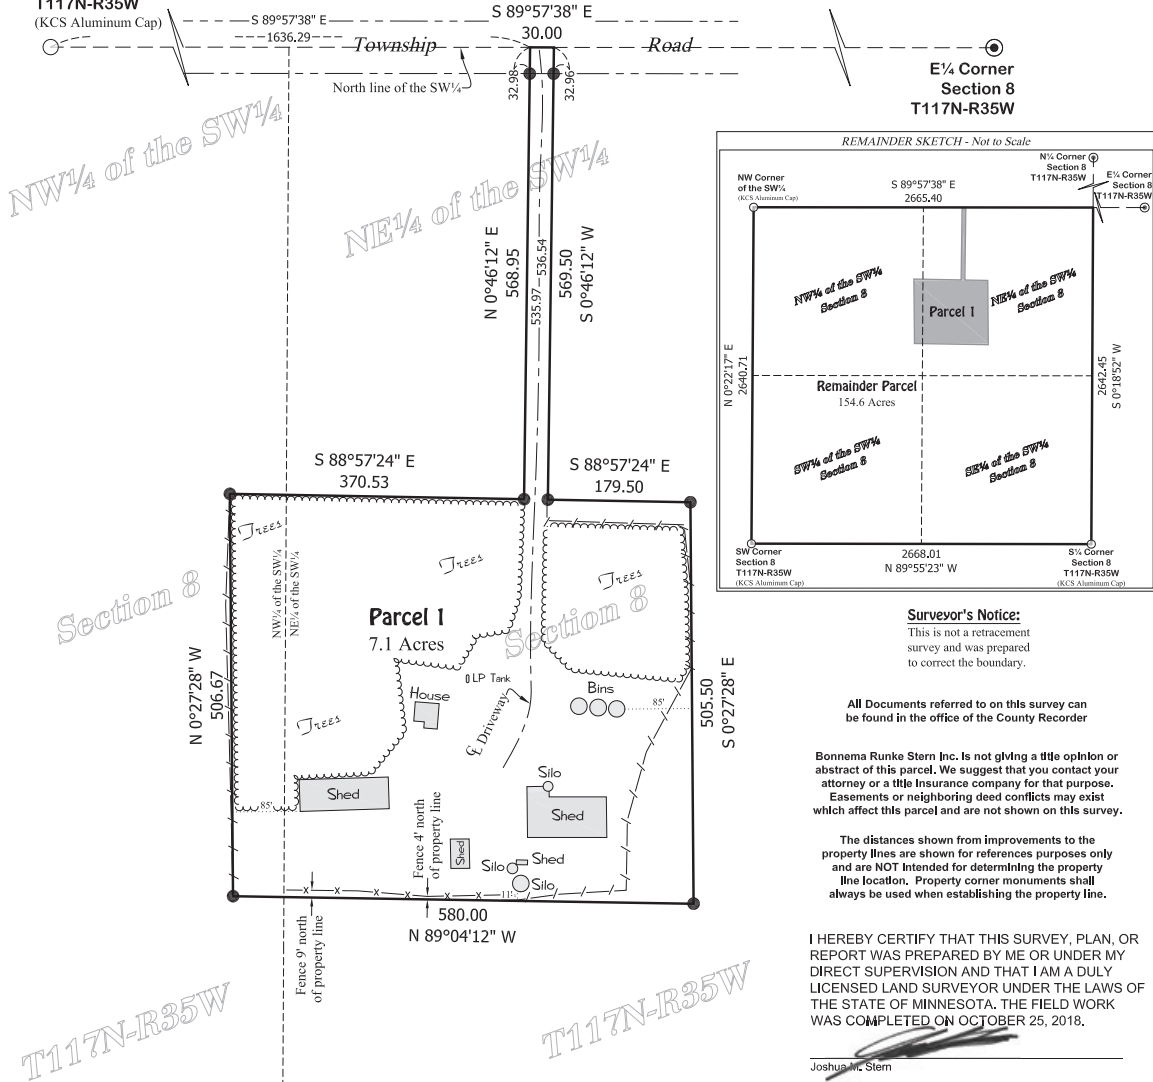 T117N-R35W
(KCS Aluminum Cap)
S 89°57'38" E
1636.29
S 89°57'38" E
30.00
Township Road
North line of the SW¼
32.98
32.96
E¼ Corner
Section 8
T117N-R35W
NW¼ of the SW¼
NE¼ of the SW¼
N 0°46'12" E
568.95
535.97
536.54
569.50
S 0°46'12" W
S 88°57'24" E
370.53
S 88°57'24" E
179.50
Trees
Trees
Trees
Trees
NW¼ of the SW¼
NE¼ of the SW¼
Section 8
Section 8
Parcel 1
7.1 Acres
N 0°27'28" W
506.67
505.50
S 0°27'28" E
LP Tank
House
Bins
85'
℄ Driveway
Silo
Shed
Shed
85'
Shed
Silo
Shed
Silo
11'
Fence 4' north
of property line
Fence 9' north
of property line
580.00
N 89°04'12" W
T117N-R35W
T117N-R35W
REMAINDER SKETCH - Not to Scale
NW Corner
of the SW¼
(KCS Aluminum Cap)
S 89°57'38" E
2665.40
N¼ Corner
Section 8
T117N-R35W
E¼ Corner
Section 8
T117N-R35W
NW¼ of the SW¼
Section 8
NE¼ of the SW¼
Section 8
Parcel 1
N 0°22'17" E
2640.71
2642.45
S 0°18'52" W
Remainder Parcel
154.6 Acres
SW¼ of the SW¼
Section 8
SE¼ of the SW¼
Section 8
SW Corner
Section 8
T117N-R35W
(KCS Aluminum Cap)
2668.01
N 89°55'23" W
S¼ Corner
Section 8
T117N-R35W
(KCS Aluminum Cap)
Surveyor's Notice:
This is not a retracement
survey and was prepared
to correct the boundary.
All Documents referred to on this survey can
be found in the office of the County Recorder
Bonnema Runke Stern Inc. is not giving a title opinion or
abstract of this parcel. We suggest that you contact your
attorney or a title insurance company for that purpose.
Easements or neighboring deed conflicts may exist
which affect this parcel and are not shown on this survey.
The distances shown from improvements to the
property lines are shown for references purposes only
and are NOT intended for determining the property
line location. Property corner monuments shall
always be used when establishing the property line.
I HEREBY CERTIFY THAT THIS SURVEY, PLAN, OR
REPORT WAS PREPARED BY ME OR UNDER MY
DIRECT SUPERVISION AND THAT I AM A DULY
LICENSED LAND SURVEYOR UNDER THE LAWS OF
THE STATE OF MINNESOTA. THE FIELD WORK
WAS COMPLETED ON OCTOBER 25, 2018.
Joshua M. Stern